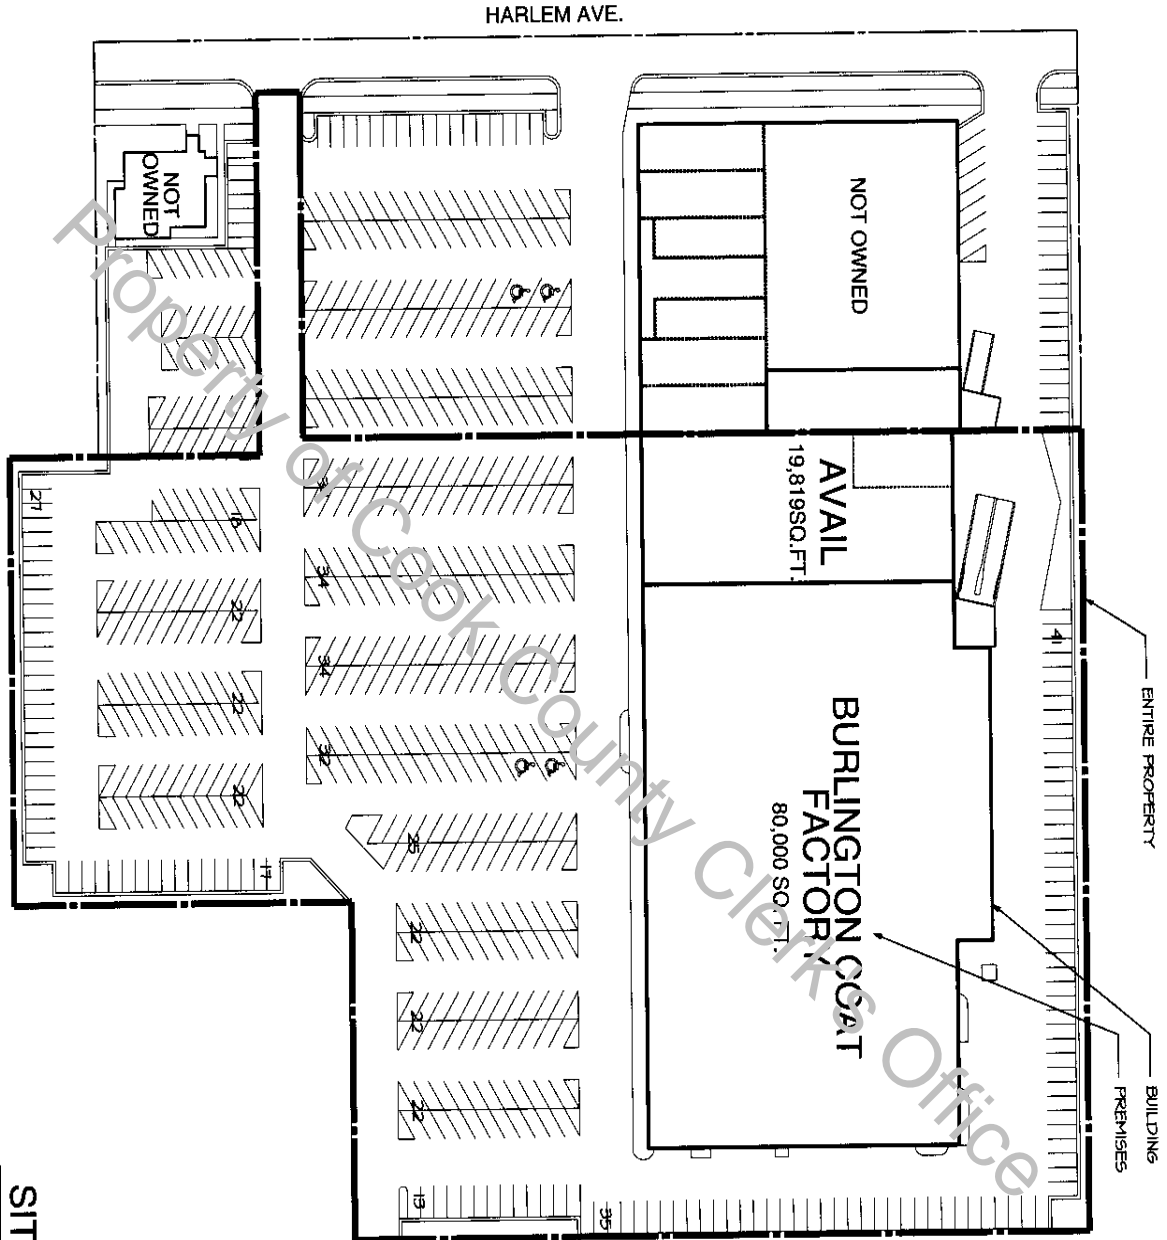 HARLEM AVE.
NOT
OWNED
NOT OWNED
AVAIL
19,819SQ.FT.
BURLINGTON COAT
FACTORY
80,000 SQ. FT.
ENTIRE PROPERTY
BUILDING
PREMISES
Property of Cook County Clerk's Office
27
18
22
22
22
17
34
34
34
32
25
22
22
22
13
35
41
SIT